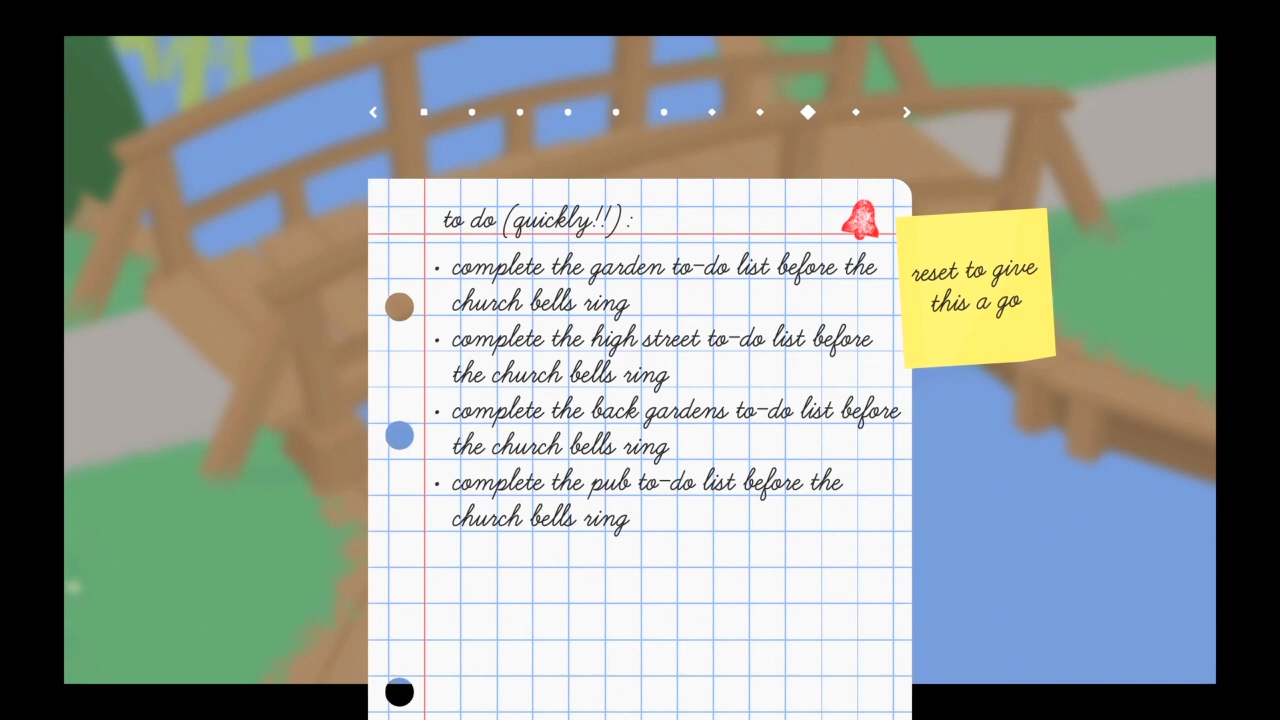 to do (quickly!!) :
• complete the garden to-do list before the
church bells ring
• complete the high street to-do list before
the church bells ring
• complete the back gardens to-do list before
the church bells ring
• complete the pub to-do list before the
church bells ring
reset to give
this a go